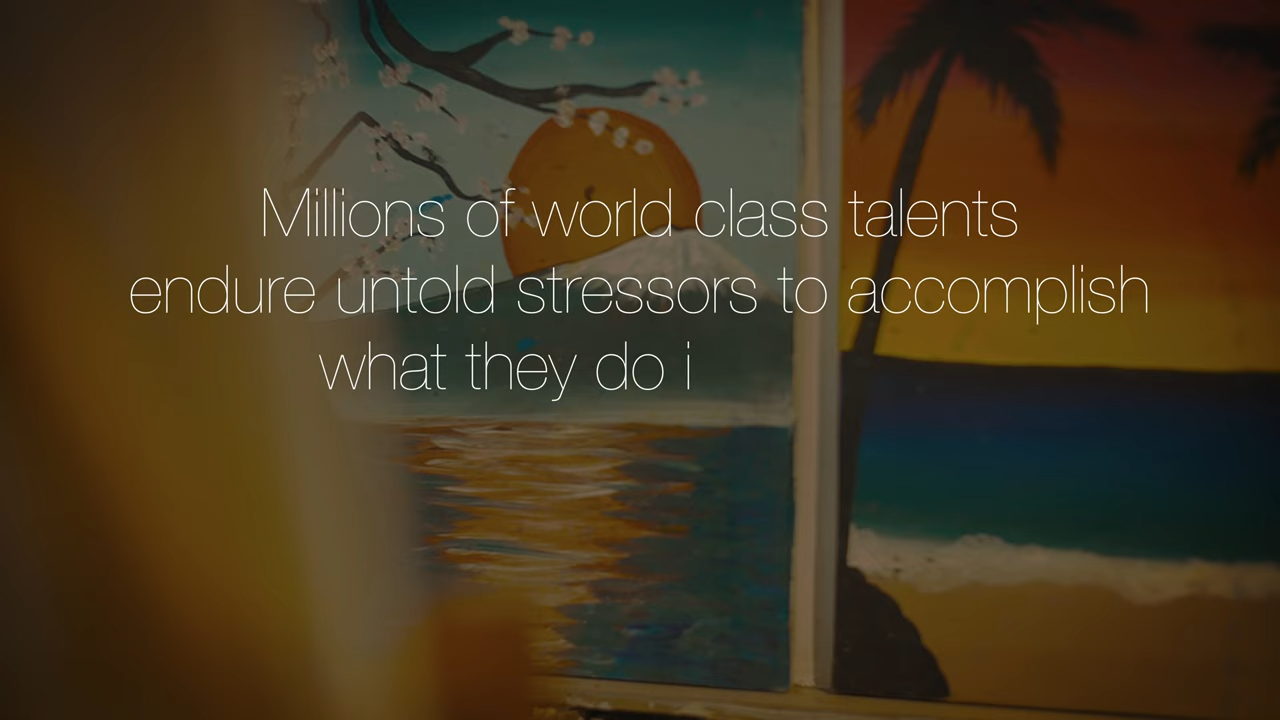 Millions of world class talents
endure untold stressors to accomplish
what they do i